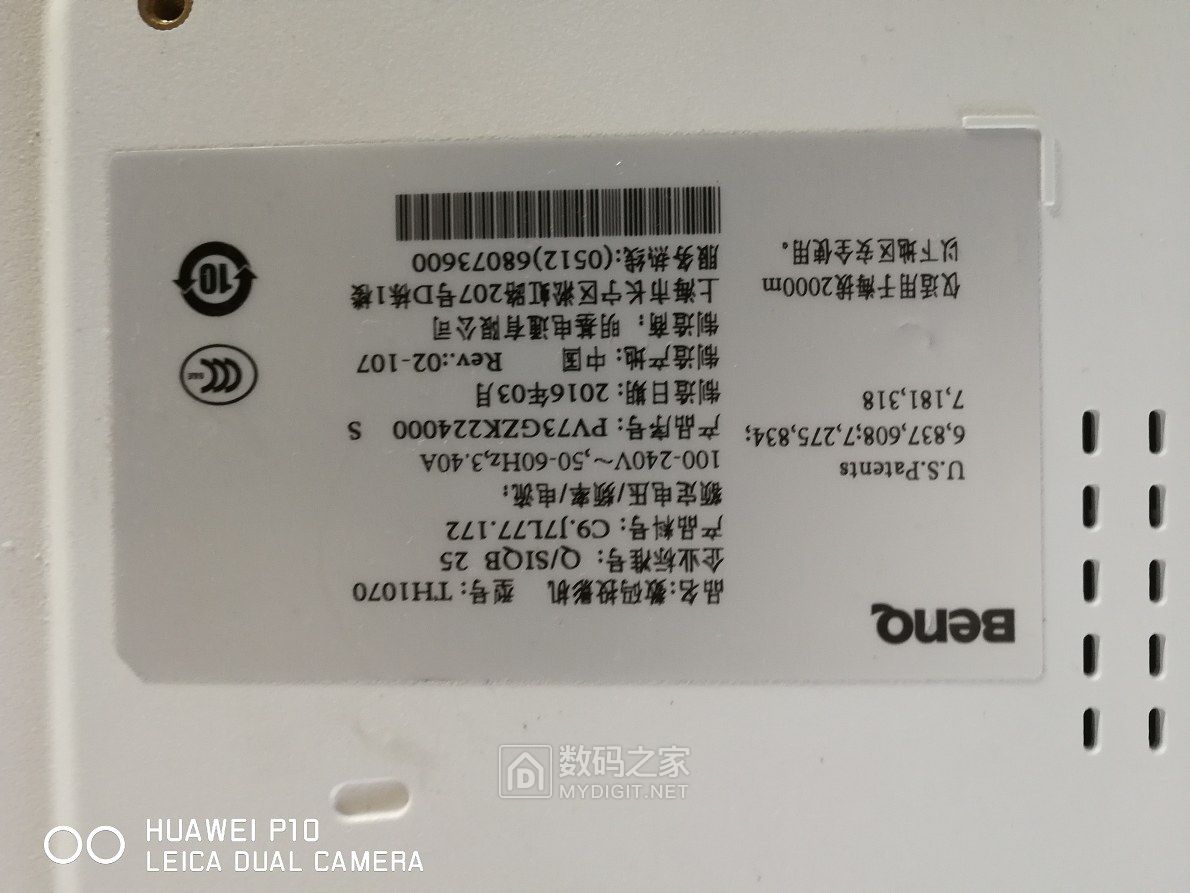 BenQ
品名:数码投影机 型号: TH1070
企业标准号: Q/SIQB 25
产品料号: C9.J7L77.172
额定电压/频率/电流:
100-240V～,50-60Hz,3.40A
产品序号: PV73GZK224000 S
制造日期: 2016年03月
制造产地: 中国 Rev.:02-107
制造商: 明基电通有限公司
上海市长宁区淞虹路207号D栋1楼
服务热线:(0512)68073600
U.S.Patents
6,837,608;7,275,834;
7,181,318
仅适用于海拔2000m
以下地区安全使用。
CCC
S&E
10
数码之家
MYDIGIT.NET
HUAWEI P10
LEICA DUAL CAMERA